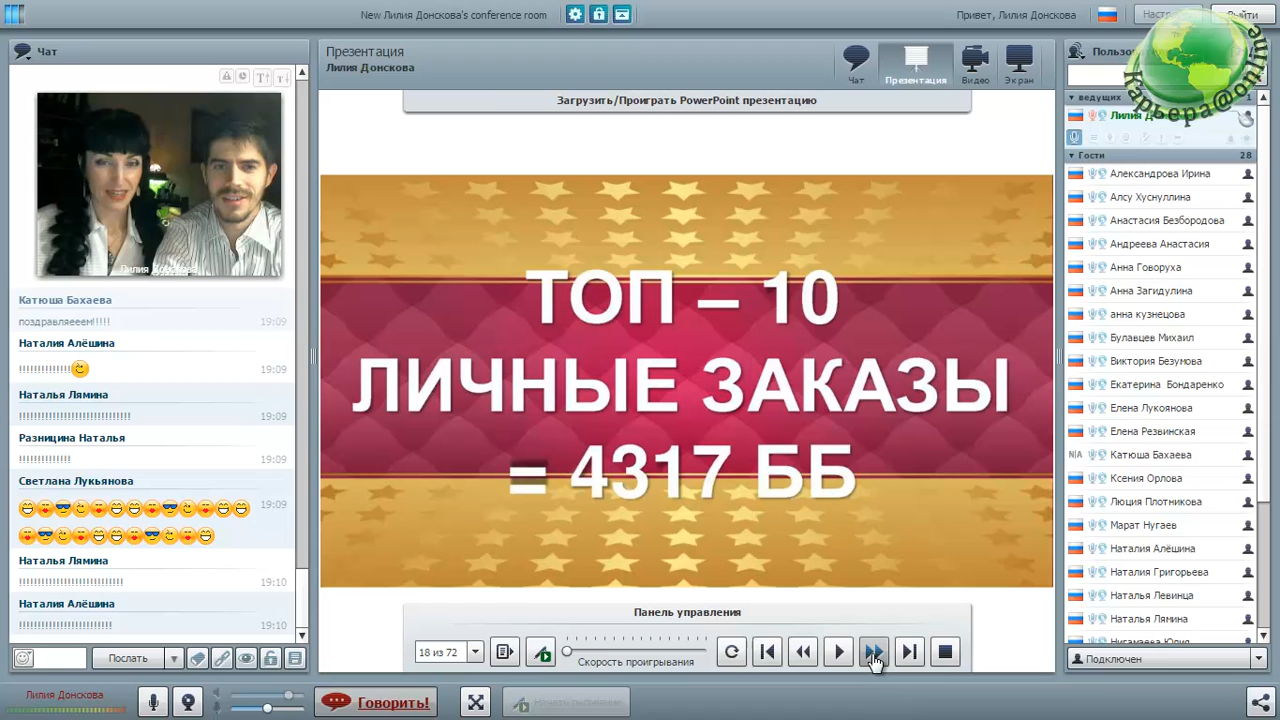 New Лилия Донскова's conference room
Привет, Лилия Донскова
Выйти
Чат
Презентация
Лилия Донскова
Чат
Презентация
Видео
Экран
Карьера@online
Загрузить/Проиграть PowerPoint презентацию
Лилия Донскова
Катюша Бахаева
поздравляееем!!!!!
19:09
Наталия Алёшина
!!!!!!!!!!!!!!
19:09
Наталья Лямина
!!!!!!!!!!!!!!!!!!!!!!!!!!!!!
19:09
Разницина Наталья
!!!!!!!!!!!!!
19:09
Светлана Лукьянова
19:09
Наталья Лямина
!!!!!!!!!!!!!!!!!!!!!!!!!!!
19:10
Наталия Алёшина
!!!!!!!!!!!!!!!!!!!!!!!!
19:10
Послать
ТОП – 10
ЛИЧНЫЕ ЗАКАЗЫ
= 4317 ББ
Панель управления
18 из 72
Скорость проигрывания
ведущих 1
Гости 28
Александрова Ирина
Алсу Хуснуллина
Анастасия Безбородова
Андреева Анастасия
Анна Говоруха
Анна Загидулина
анна кузнецова
Булавцев Михаил
Виктория Безумова
Екатерина Бондаренко
Елена Лукоянова
Елена Резвинская
N/A Катюша Бахаева
Ксения Орлова
Люция Плотникова
Марат Нугаев
Наталия Алёшина
Наталия Григорьева
Наталья Левинца
Наталья Лямина
Нигамаева Юлия
Подключен
Лилия Донскова
Говорить!